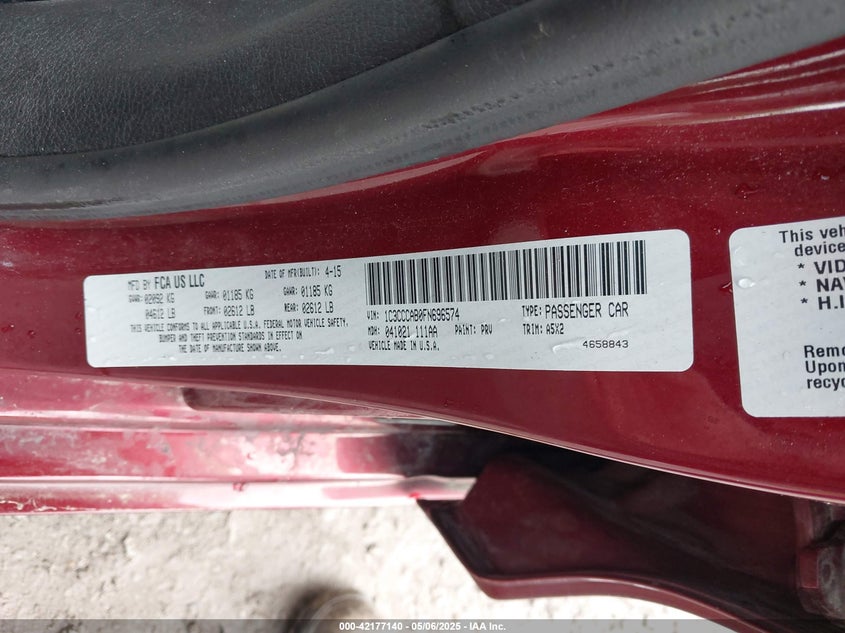 MFD BY FCA US LLC DATE OF MFR(BUILT): 4-15
GVWR: 02092 KG GAWR: 01185 KG GAWR: 01185 KG
04612 LB FRONT: 02612 LB REAR: 02612 LB
THIS VEHICLE CONFORMS TO ALL APPLICABLE U.S.A. FEDERAL MOTOR VEHICLE SAFETY,
BUMPER AND THEFT PREVENTION STANDARDS IN EFFECT ON
THE DATE OF MANUFACTURE SHOWN ABOVE.
VIN: 1C3CCCAB0FN696574 TYPE: PASSENGER CAR
MDH: 041021 111AA PAINT: PRV TRIM: A5X2
VEHICLE MADE IN U.S.A. 4658843
This veh
device
* VID
* NAV
* H.I
Remo
Upon
recyc
000-42177140 - 05/06/2025 - IAA Inc.